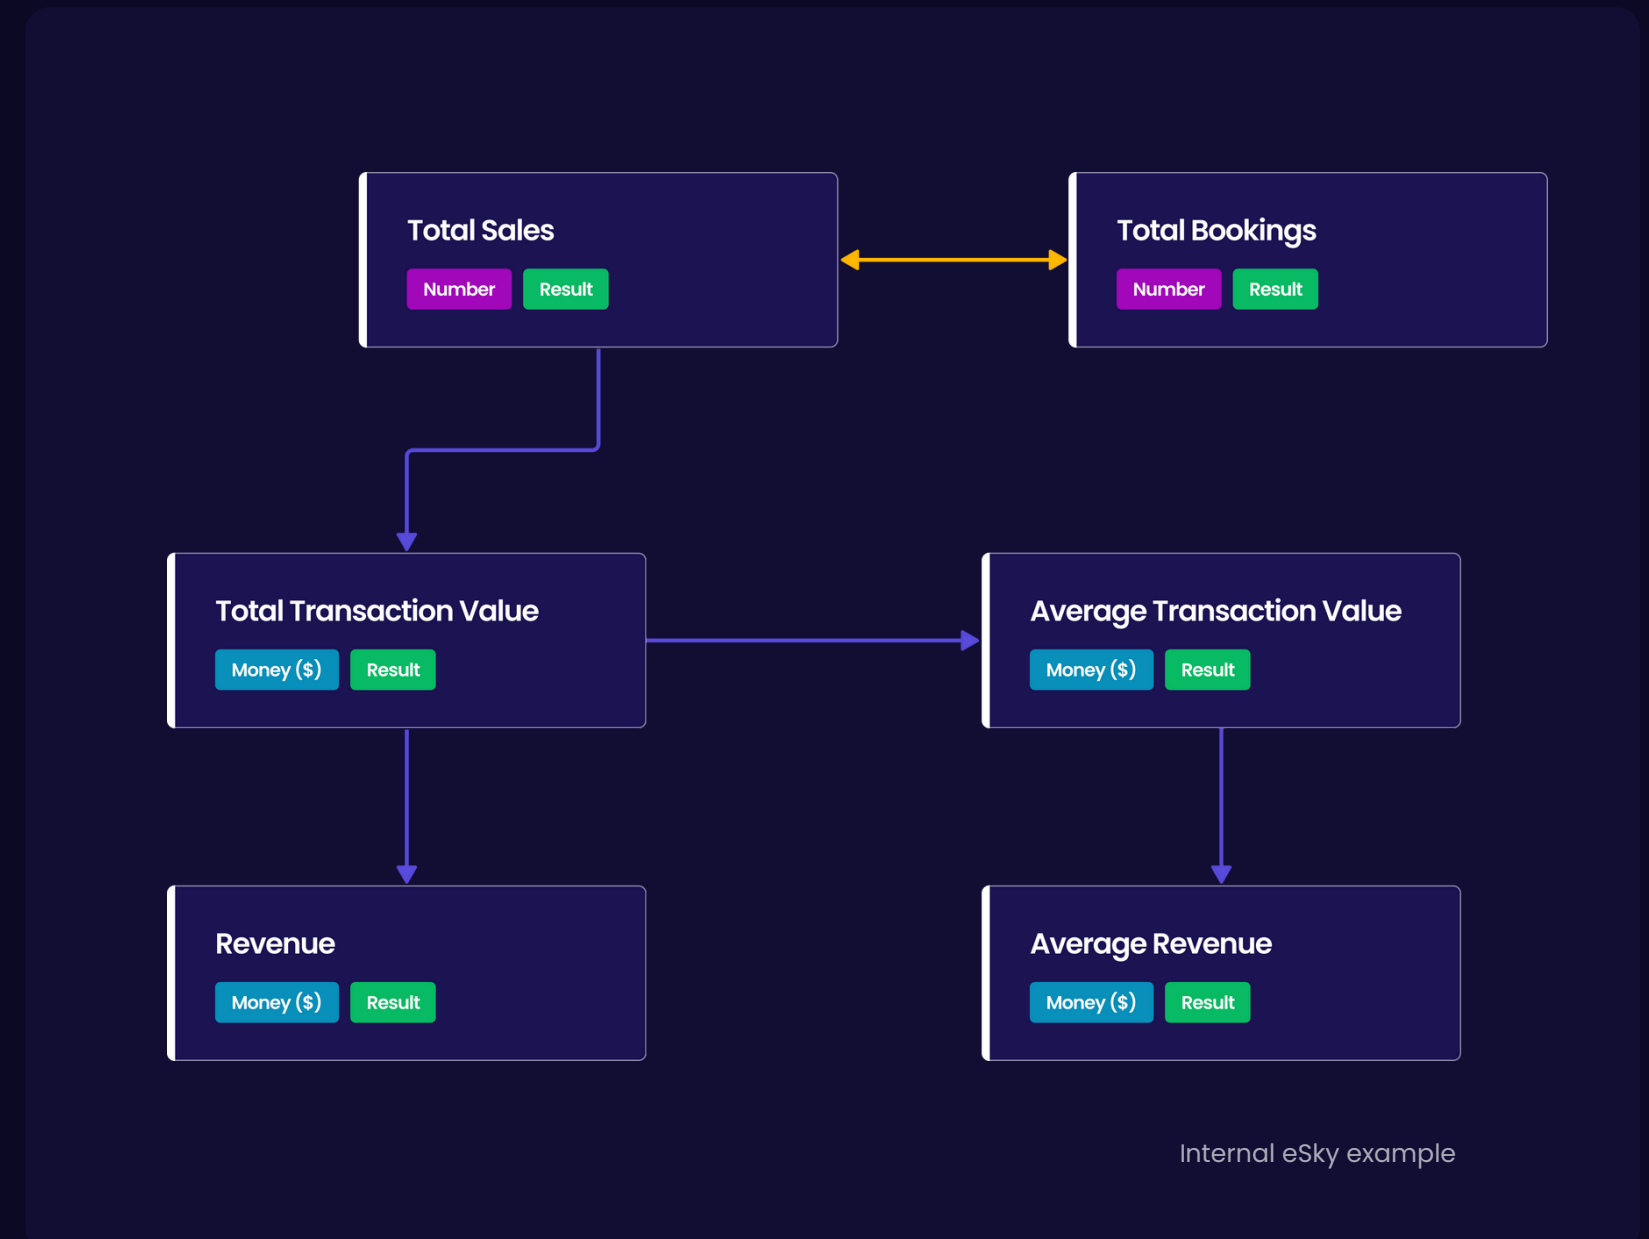 Total Sales
Number Result
Total Bookings
Number Result
Total Transaction Value
Money ($) Result
Average Transaction Value
Money ($) Result
Revenue
Money ($) Result
Average Revenue
Money ($) Result
Internal eSky example